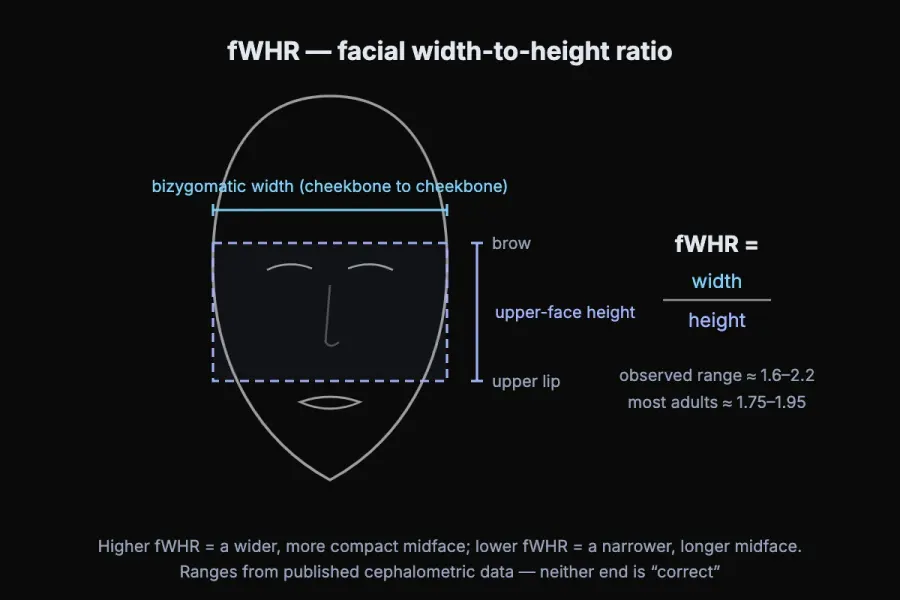 fWHR — facial width-to-height ratio
bizygomatic width (cheekbone to cheekbone)
brow
upper-face height
upper lip
fWHR =
width
height
observed range ≈ 1.6–2.2
most adults ≈ 1.75–1.95
Higher fWHR = a wider, more compact midface; lower fWHR = a narrower, longer midface.
Ranges from published cephalometric data — neither end is “correct”